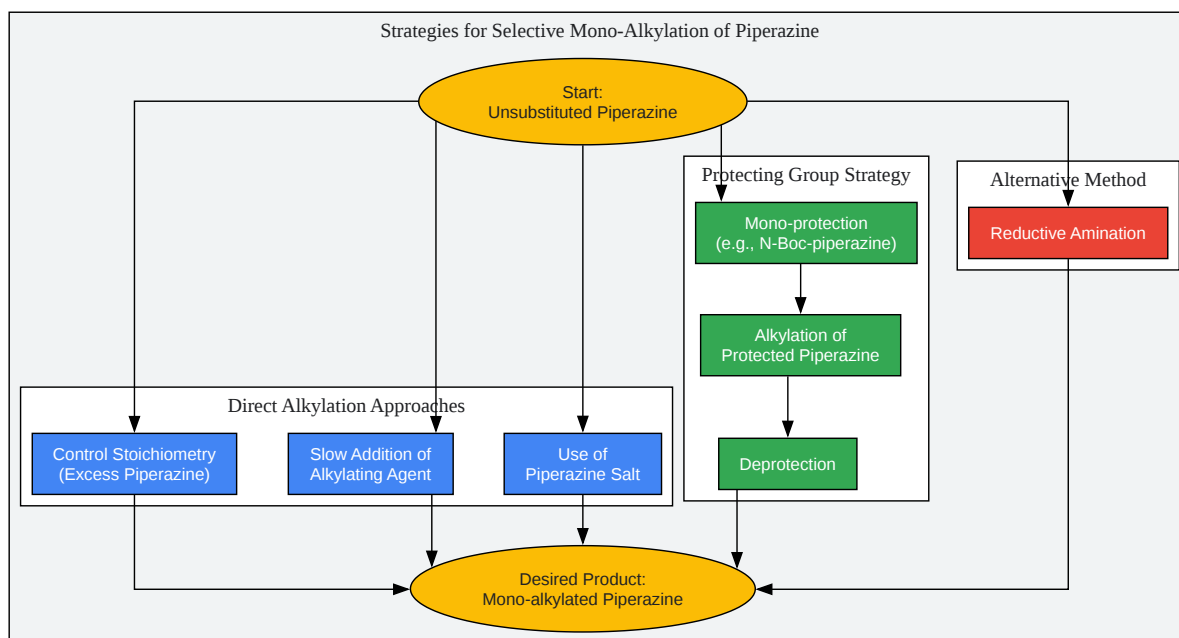 Strategies for Selective Mono-Alkylation of Piperazine
Start:
Unsubstituted Piperazine
Protecting Group Strategy
Mono-protection
(e.g., N-Boc-piperazine)
Alkylation of
Protected Piperazine
Deprotection
Alternative Method
Reductive Amination
Direct Alkylation Approaches
Control Stoichiometry
(Excess Piperazine)
Slow Addition of
Alkylating Agent
Use of
Piperazine Salt
Desired Product:
Mono-alkylated Piperazine